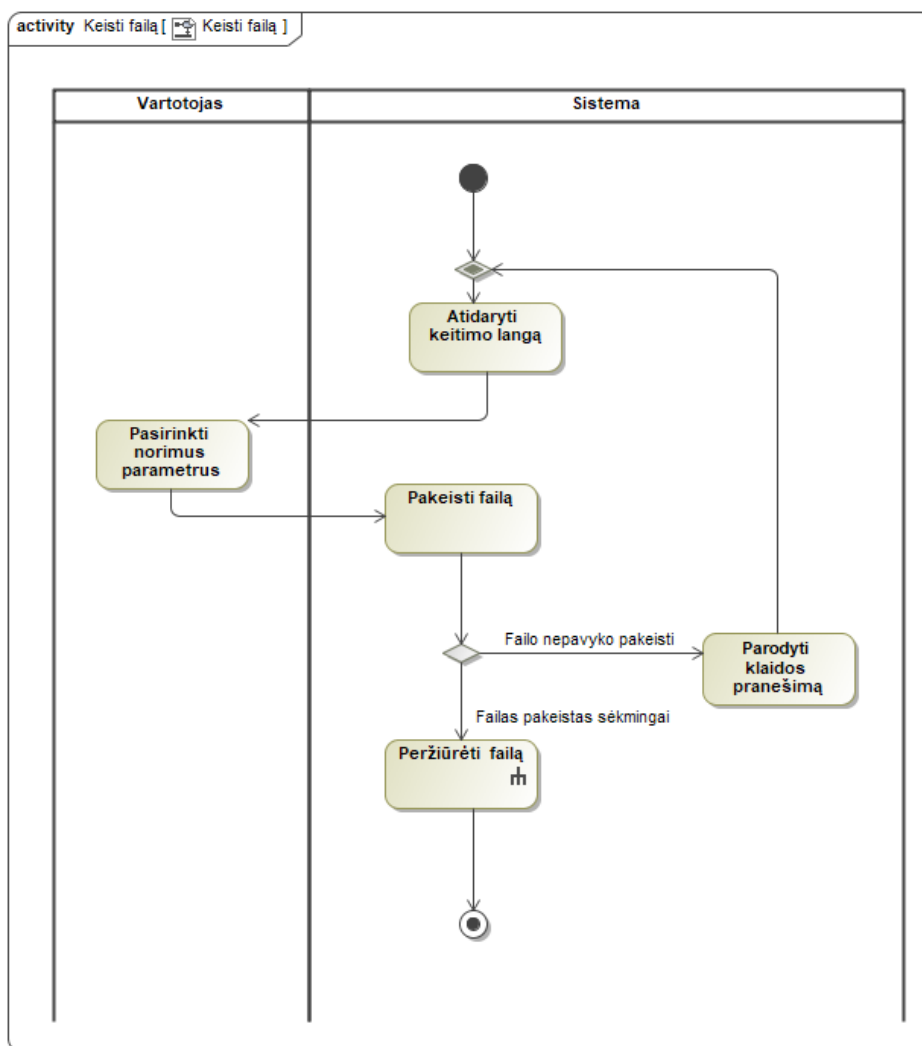 activity Keisti failą [ Keisti failą ]
Vartotojas
Sistema
Atidaryti
keitimo langą
Pasirinkti
norimus
parametrus
Pakeisti failą
Failo nepavyko pakeisti
Parodyti
klaidos
pranešimą
Failas pakeistas sėkmingai
Peržiūrėti failą